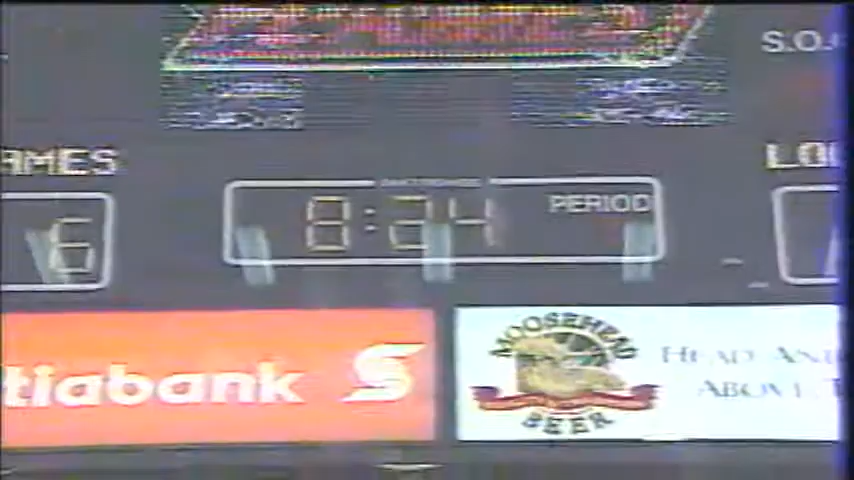 S.O.
AMES
LO
6
8:24
PERIOD
tiabank
MOOSEHEAD
BEER
HEAD AND
ABOVE T